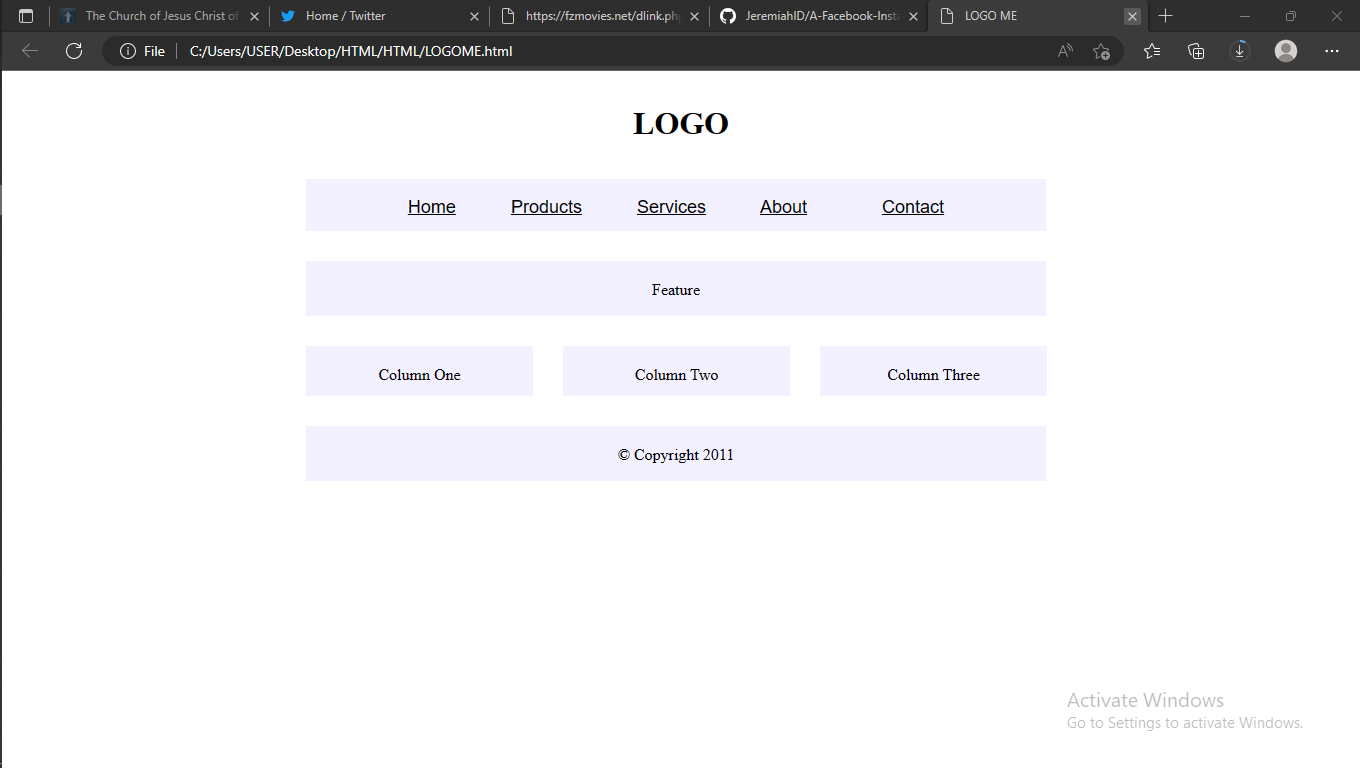 The Church of Jesus Christ of
Home / Twitter
https://fzmovies.net/dlink.php
JeremiahID/A-Facebook-Insta
LOGO ME
File
C:/Users/USER/Desktop/HTML/HTML/LOGOME.html
LOGO
Home Products Services About Contact
Feature
Column One Column Two Column Three
© Copyright 2011
Activate Windows
Go to Settings to activate Windows.